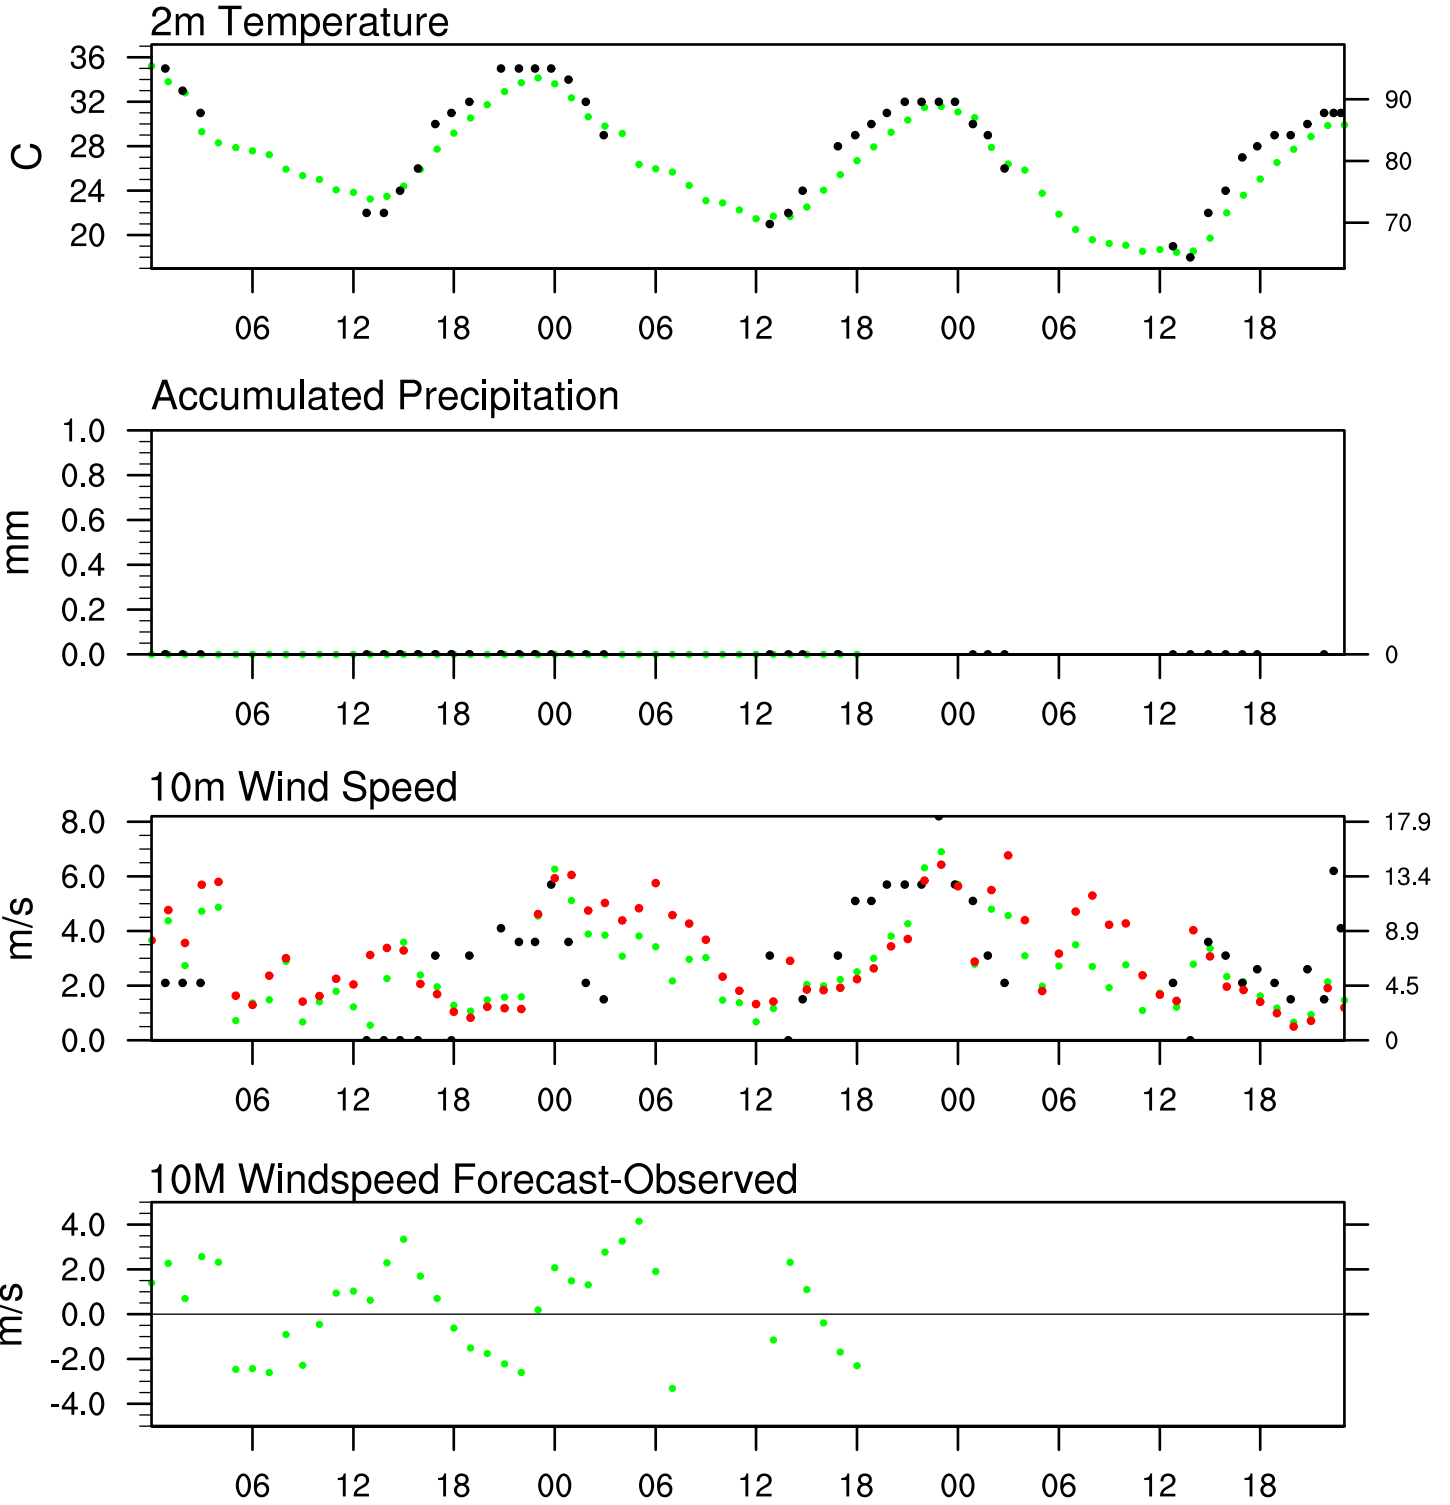 2m Temperature
36
32
28
24
20
C
90
80
70
06 12 18 00 06 12 18 00 06 12 18
Accumulated Precipitation
1.0
0.8
0.6
0.4
0.2
0.0
mm
0
06 12 18 00 06 12 18 00 06 12 18
10m Wind Speed
8.0
6.0
4.0
2.0
0.0
m/s
17.9
13.4
8.9
4.5
0
06 12 18 00 06 12 18 00 06 12 18
10M Windspeed Forecast-Observed
4.0
2.0
0.0
-2.0
-4.0
m/s
06 12 18 00 06 12 18 00 06 12 18